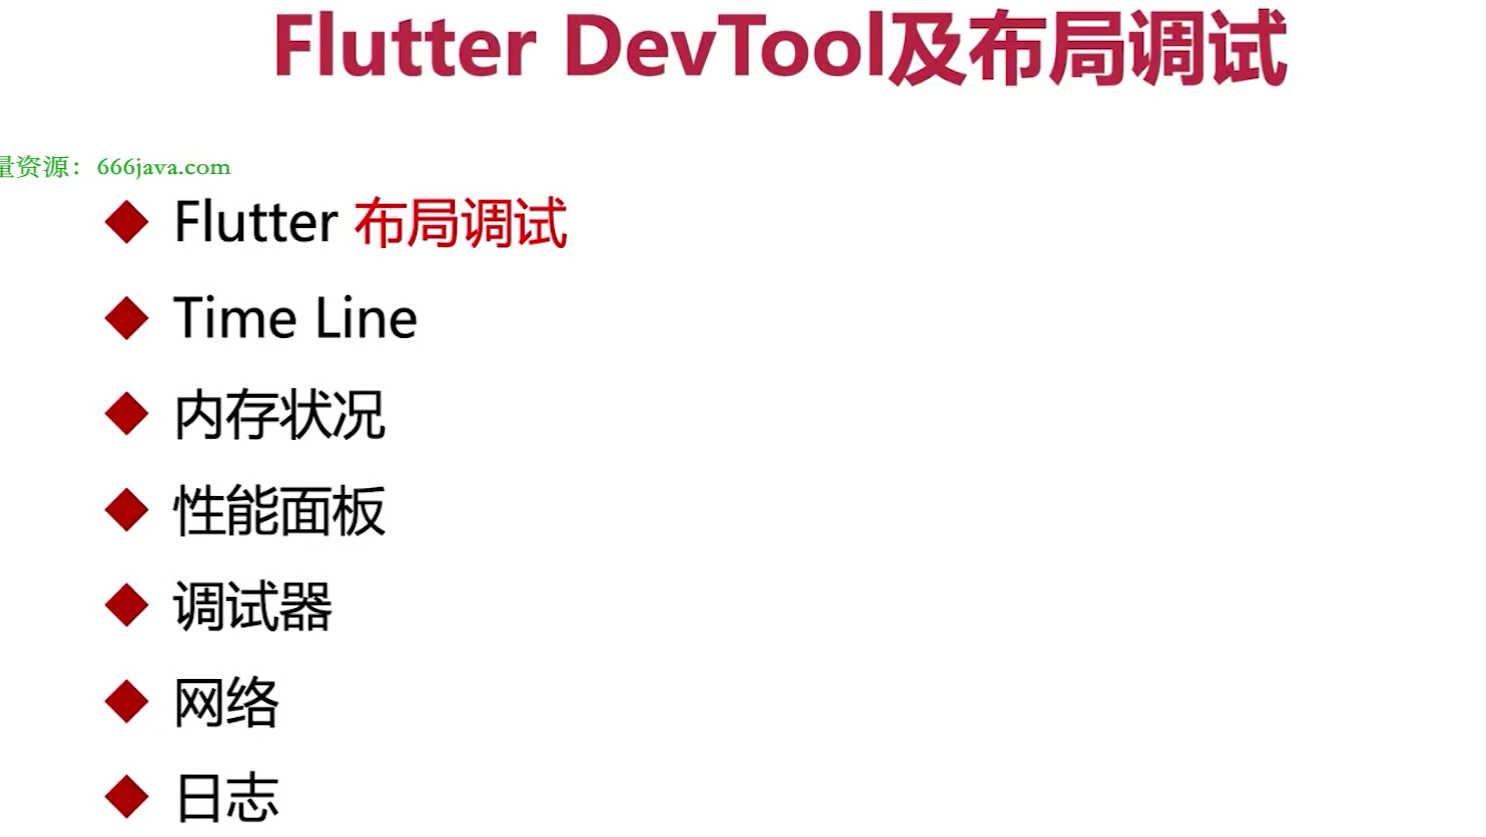 Flutter DevTool及布局调试
量资源：666java.com
Flutter 布局调试
Time Line
内存状况
性能面板
调试器
网络
日志